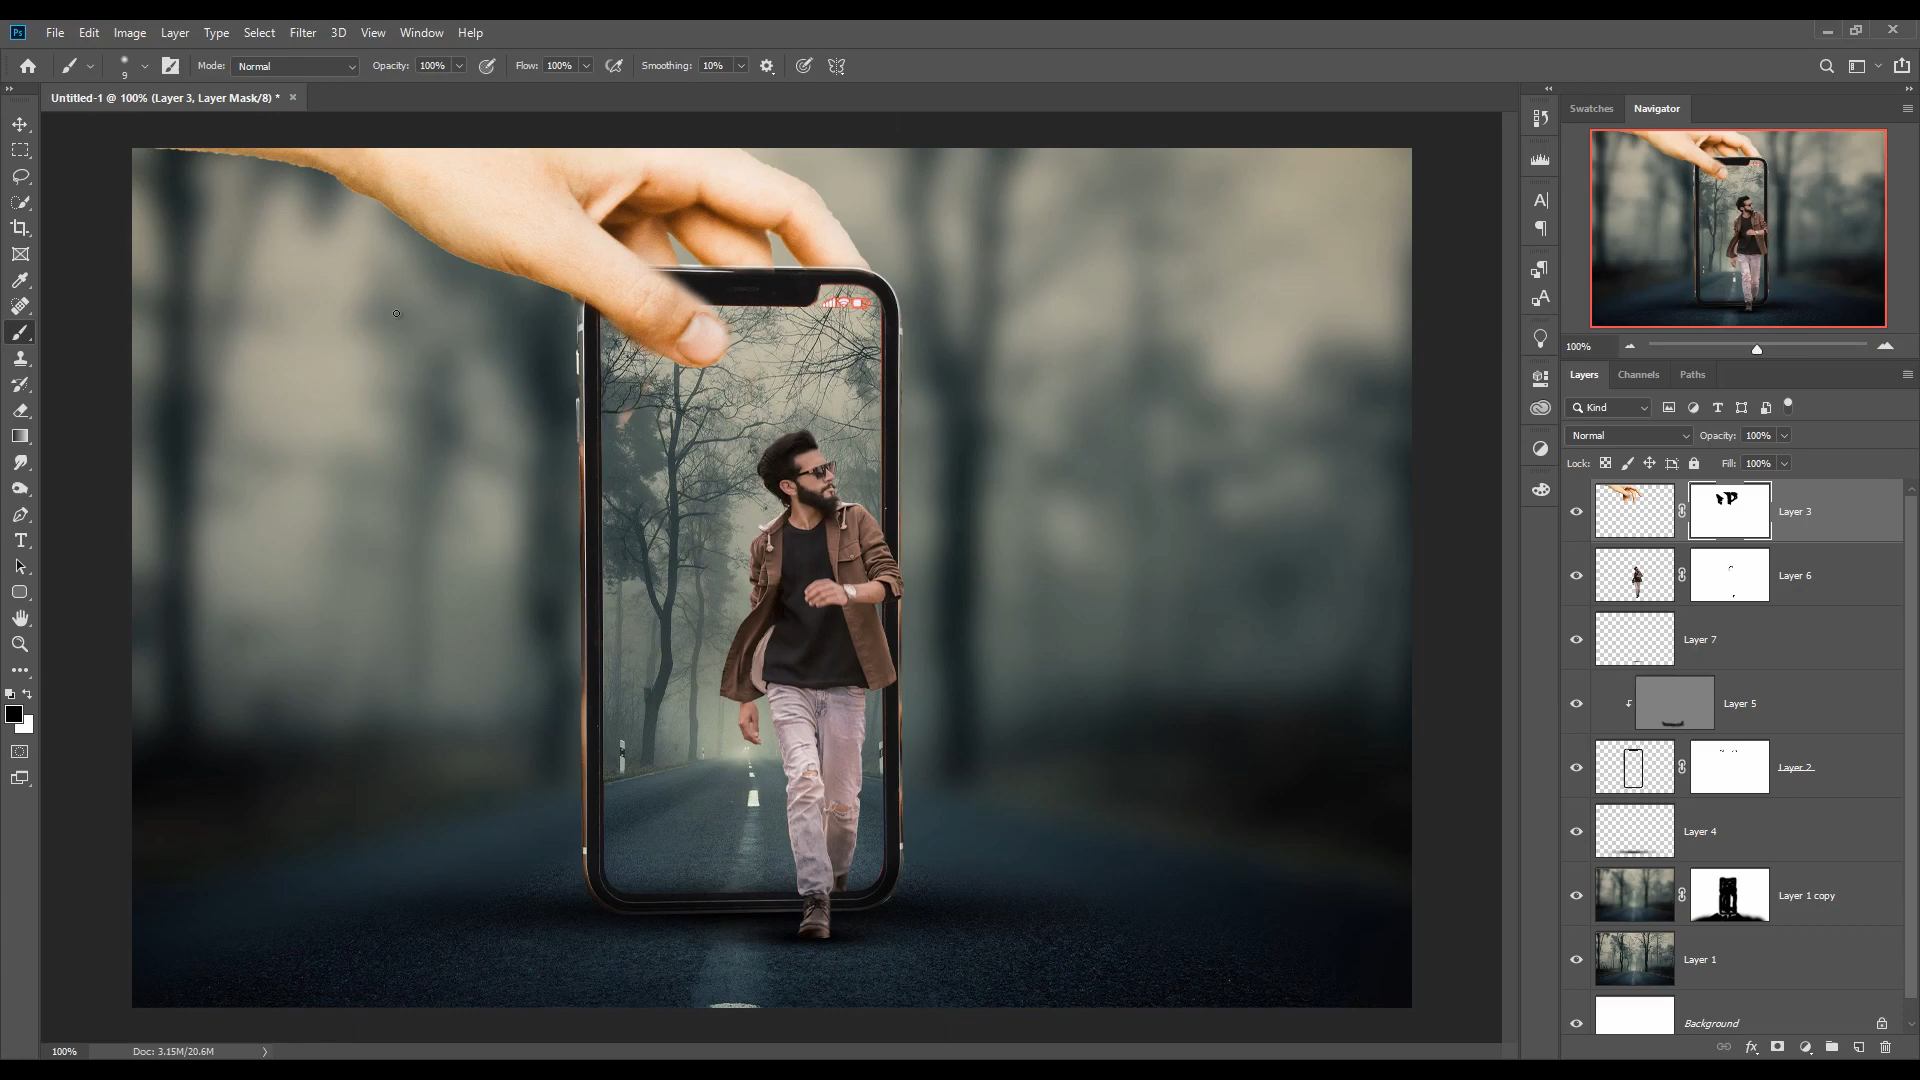 Ps File Edit Image Layer Type Select Filter 3D View Window Help
9 Mode: Normal Opacity: 100% Flow: 100% Smoothing: 10%
Untitled-1 @ 100% (Layer 3, Layer Mask/8) * ×
Swatches Navigator
100%
Layers Channels Paths
Kind
Normal Opacity: 100%
Lock: Fill: 100%
Layer 3
Layer 6
Layer 7
Layer 5
Layer 2
Layer 4
Layer 1 copy
Layer 1
Background
100% Doc: 3.15M/20.6M